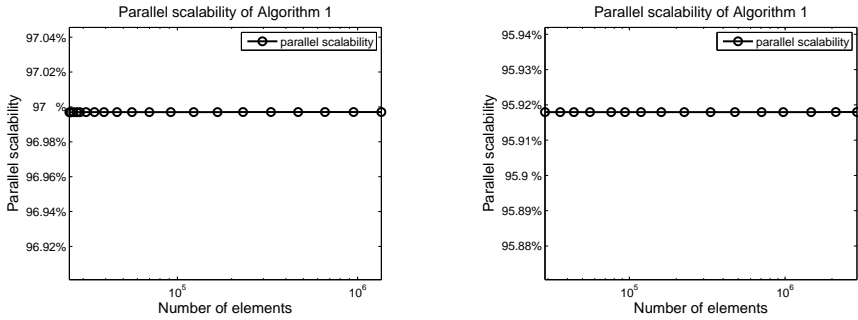 Parallel scalability of Algorithm 1
97.04%
97.02%
97 %
96.98%
96.96%
96.94%
96.92%
Parallel scalability
parallel scalability
10^5
10^6
Number of elements
Parallel scalability of Algorithm 1
95.94%
95.93%
95.92%
95.91%
95.9 %
95.89%
95.88%
Parallel scalability
parallel scalability
10^5
10^6
Number of elements